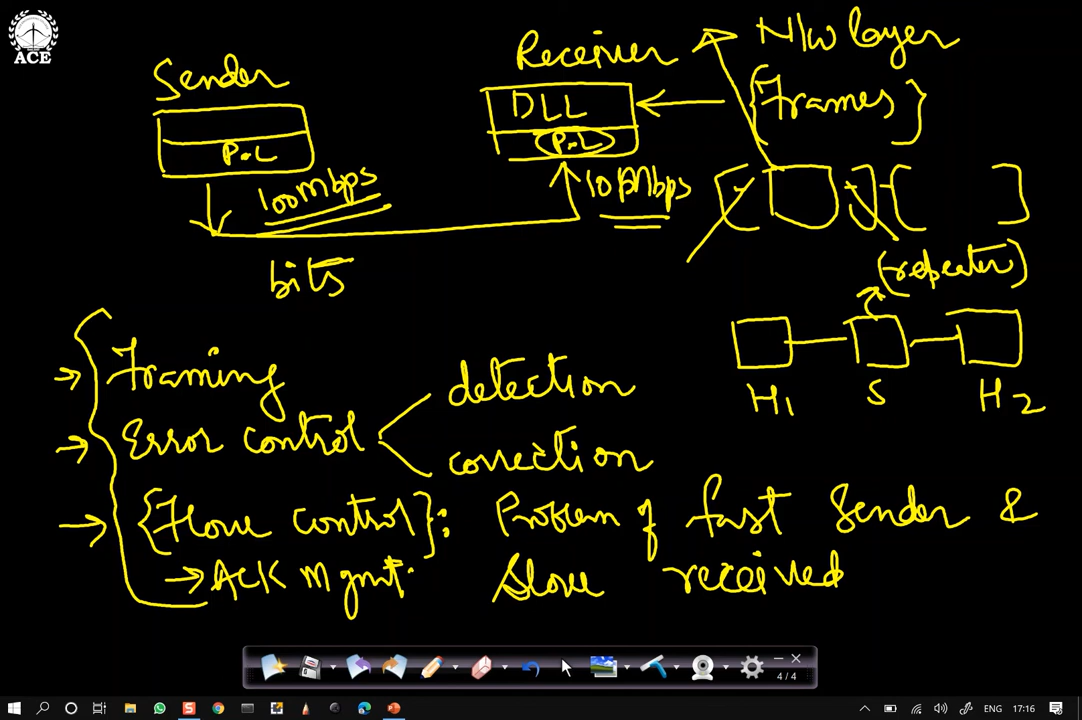 ACE
Sender
P.L
100Mbps
bits
Receiver
DLL
P.L
10Mbps
N/w layer
{Frames}
(repeater)
H1 S H2
→ Framing
→ Error control
detection
correction
→ {Flow control}: Problem of fast Sender &
→ ACK Mgmt. Slow received
4/4
ENG 17:16